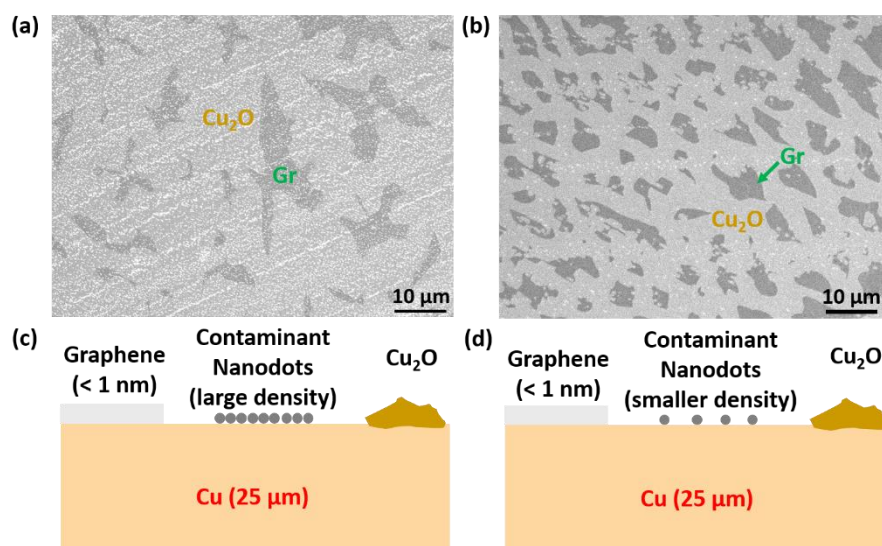 (a)
Cu₂O
Gr
10 µm
(b)
Gr
Cu₂O
10 µm
(c)
Graphene
(< 1 nm)
Contaminant
Nanodots
(large density)
Cu₂O
Cu (25 µm)
(d)
Graphene
(< 1 nm)
Contaminant
Nanodots
(smaller density)
Cu₂O
Cu (25 µm)